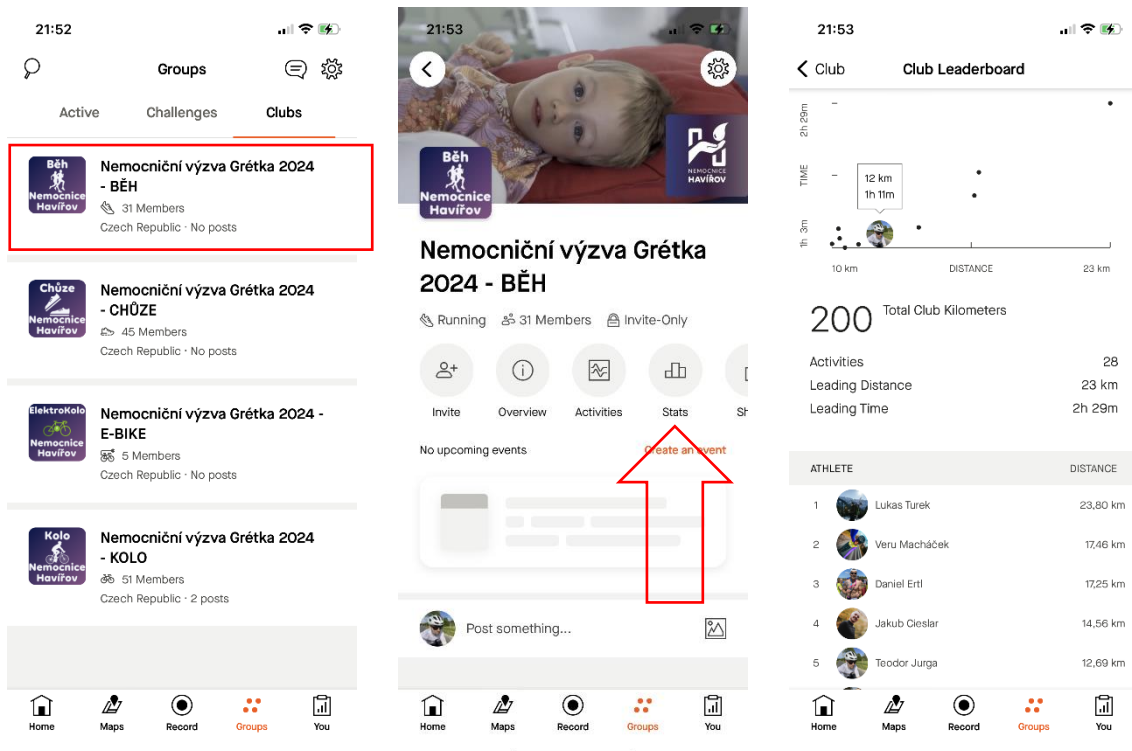 21:52
Groups
Active
Challenges
Clubs
Běh
Nemocnice
Havířov
Nemocniční výzva Grétka 2024
- BĚH
31 Members
Czech Republic · No posts
Chůze
Nemocnice
Havířov
Nemocniční výzva Grétka 2024
- CHŮZE
45 Members
Czech Republic · No posts
ElektroKolo
Nemocnice
Havířov
Nemocniční výzva Grétka 2024 -
E-BIKE
5 Members
Czech Republic · No posts
Kolo
Nemocnice
Havířov
Nemocniční výzva Grétka 2024
- KOLO
51 Members
Czech Republic · 2 posts
Home
Maps
Record
Groups
You
21:53
NEMOCNICE
HAVÍŘOV
Běh
Nemocnice
Havířov
Nemocniční výzva Grétka
2024 - BĚH
Running
31 Members
Invite-Only
Invite
Overview
Activities
Stats
Sh
No upcoming events
Create an event
Post something...
Home
Maps
Record
Groups
You
21:53
Club
Club Leaderboard
2h 29m
TIME
1h 3m
12 km
1h 11m
10 km
DISTANCE
23 km
200 Total Club Kilometers
Activities 28
Leading Distance 23 km
Leading Time 2h 29m
ATHLETE DISTANCE
1 Lukas Turek 23,80 km
2 Veru Macháček 17,46 km
3 Daniel Ertl 17,25 km
4 Jakub Cieslar 14,56 km
5 Teodor Jurga 12,69 km
Home
Maps
Record
Groups
You